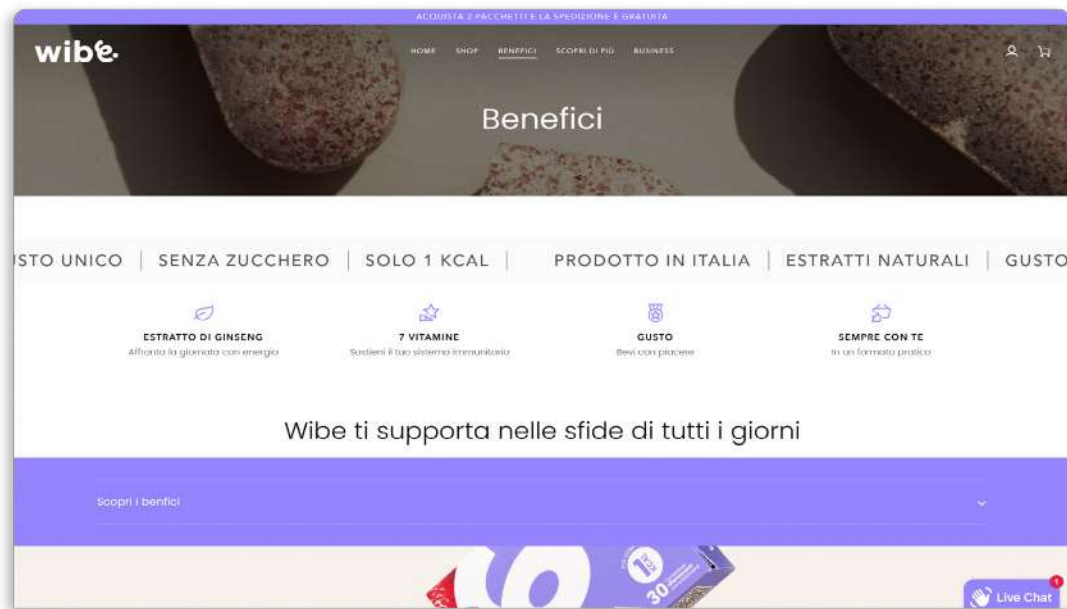 ACQUISTA 2 PACCHETTI E LA SPEDIZIONE È GRATUITA
wibe.
HOME SHOP BENEFICI SCOPRI DI PIÙ BUSINESS
Benefici
STO UNICO | SENZA ZUCCHERO | SOLO 1 KCAL | PRODOTTO IN ITALIA | ESTRATTI NATURALI | GUSTO
ESTRATTO DI GINSENG 7 VITAMINE GUSTO SEMPRE CON TE
Affronta la giornata con energia Sostieni il tuo sistema immunitario Bevi con piacere In un formato pratico
Wibe ti supporta nelle sfide di tutti i giorni
Scopri i benfici
1 KCAL
30
1
Live Chat